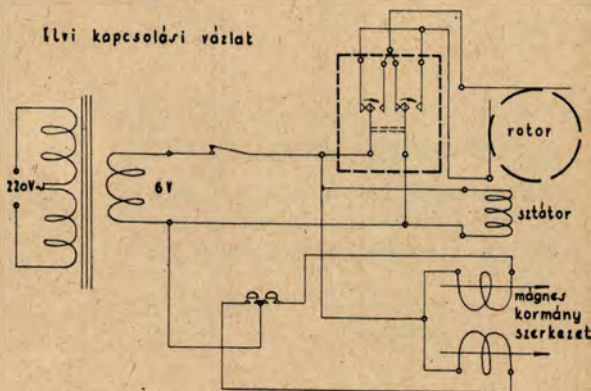 Elvi kapcsolási vázlat
220V~
6V
rotor
sztátor
mágnes
kormány
szerkezet